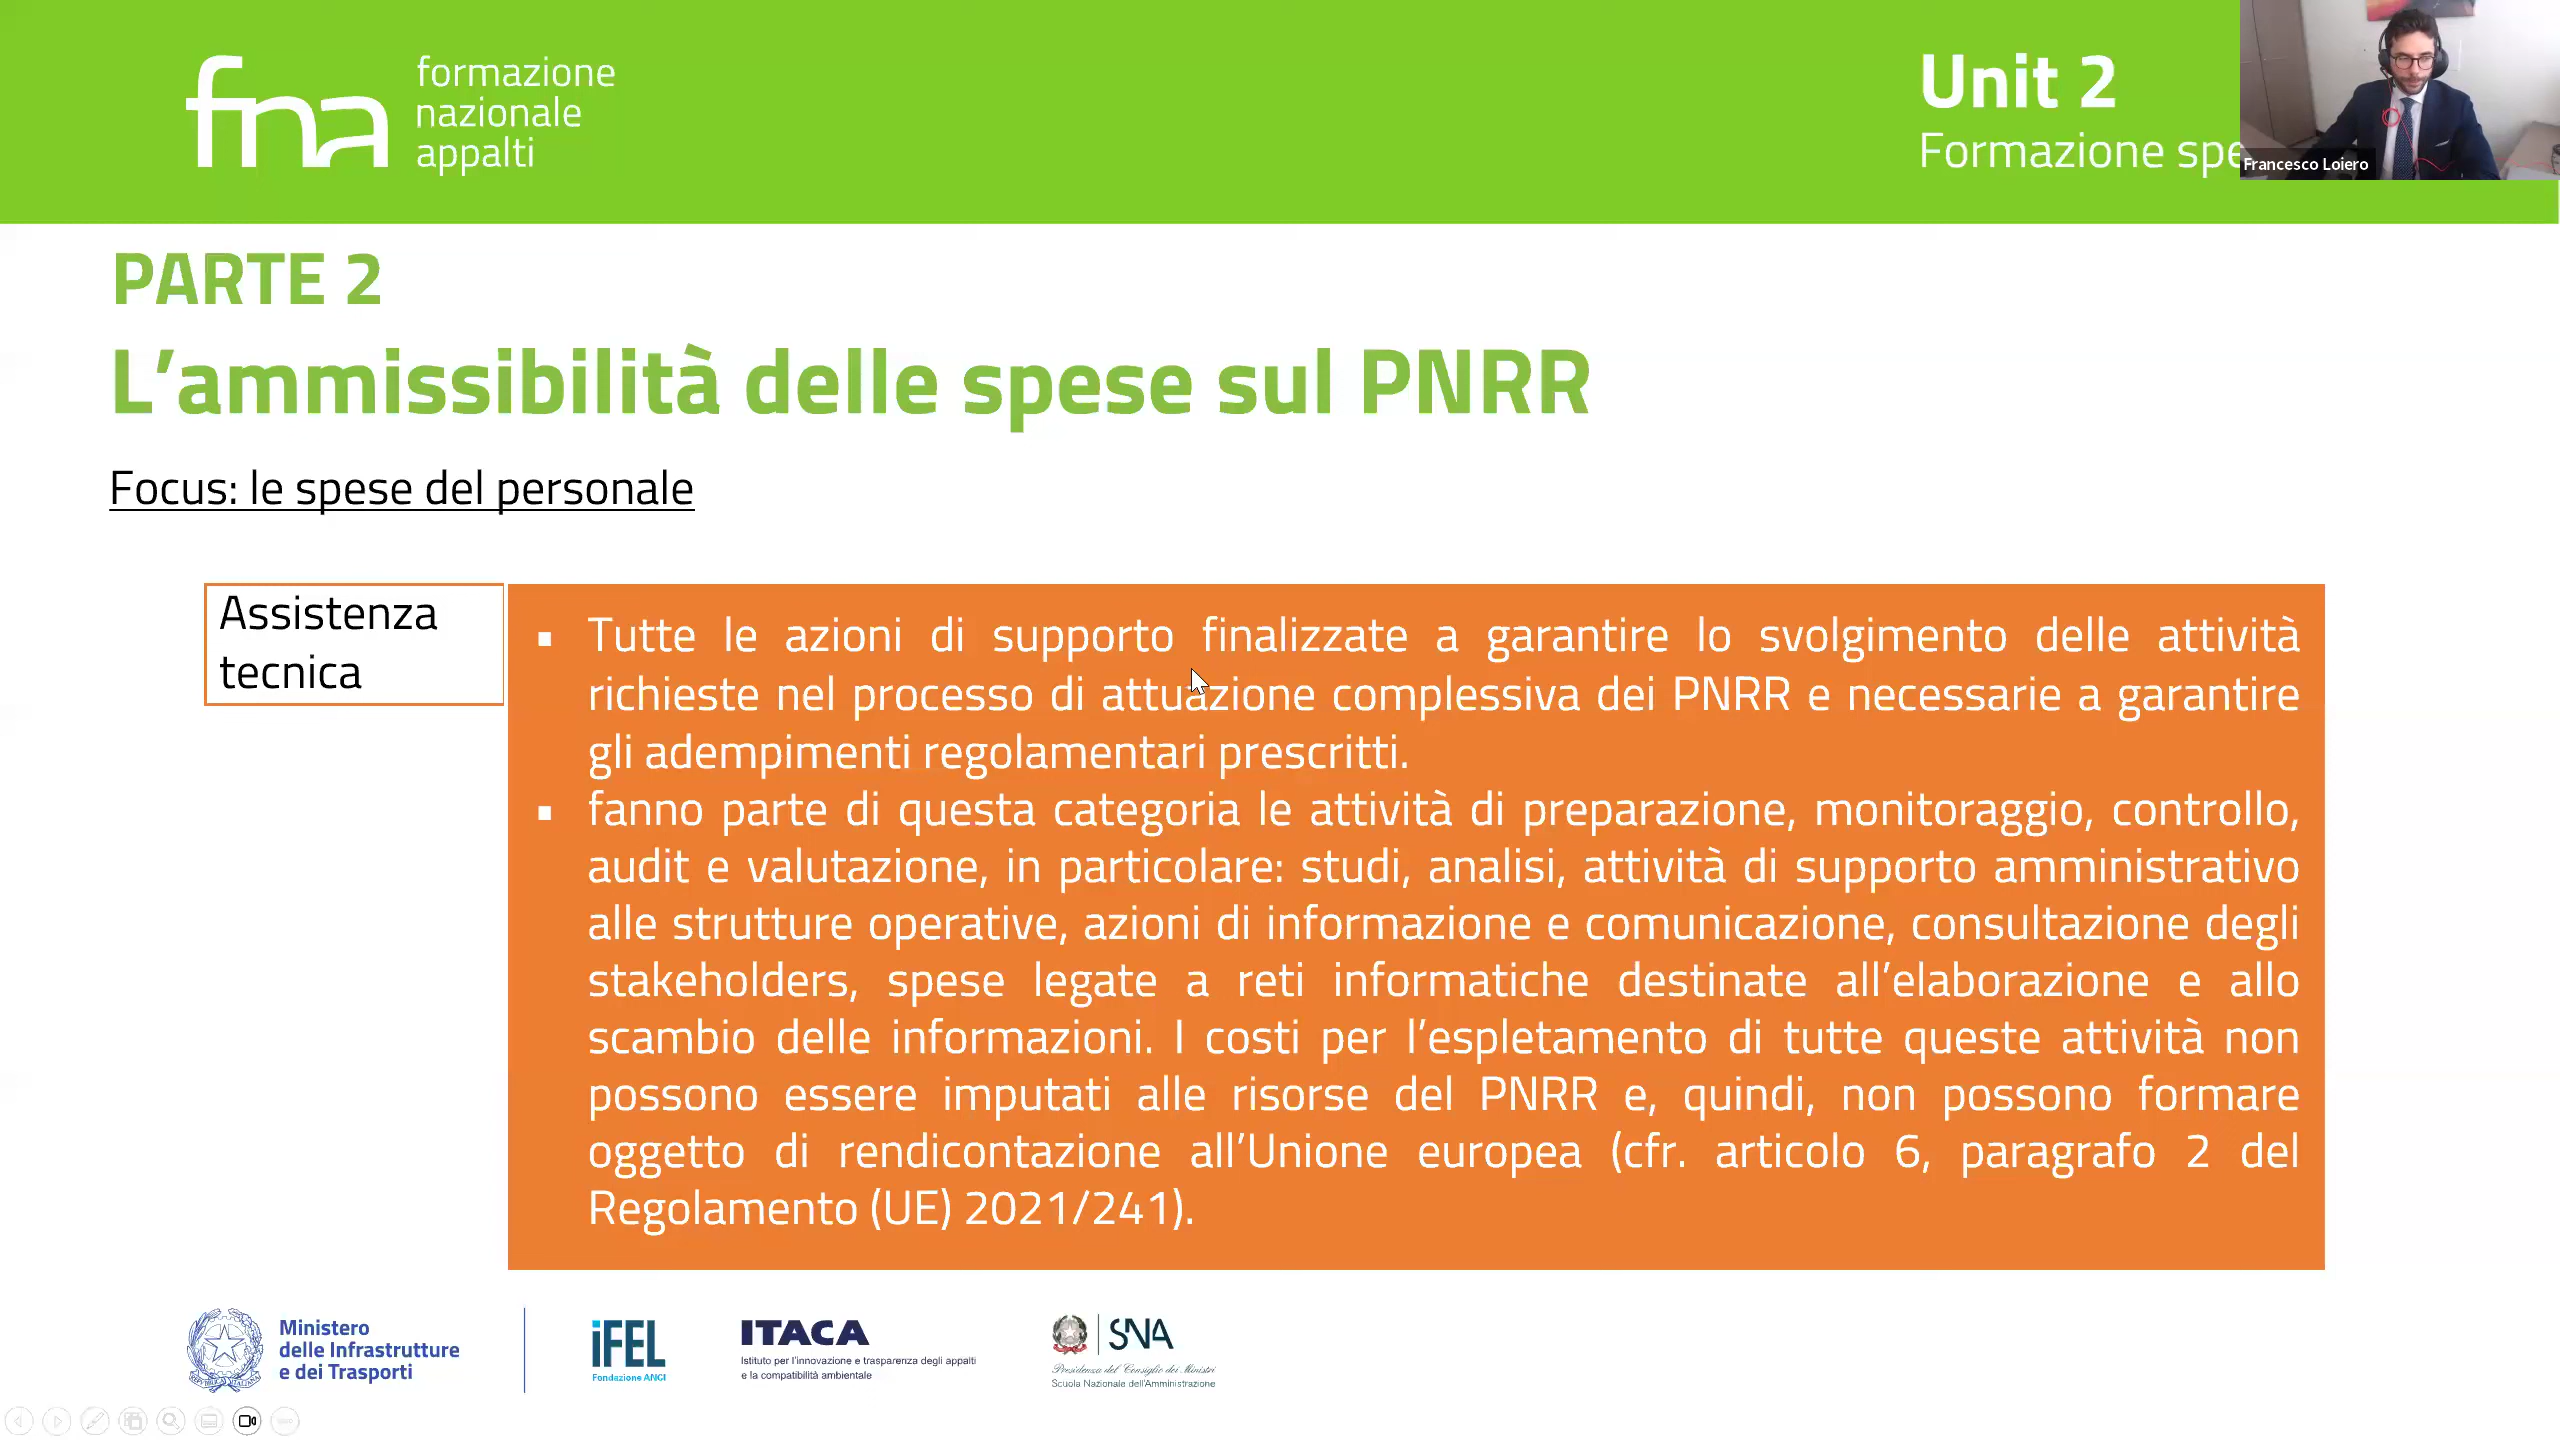 fna
formazione
nazionale
appalti
Unit 2
Formazione spe
Francesco Loiero
PARTE 2
L’ammissibilità delle spese sul PNRR
Focus: le spese del personale
Assistenza
tecnica
▪ Tutte le azioni di supporto finalizzate a garantire lo svolgimento delle attività
richieste nel processo di attuazione complessiva dei PNRR e necessarie a garantire
gli adempimenti regolamentari prescritti.
▪ fanno parte di questa categoria le attività di preparazione, monitoraggio, controllo,
audit e valutazione, in particolare: studi, analisi, attività di supporto amministrativo
alle strutture operative, azioni di informazione e comunicazione, consultazione degli
stakeholders, spese legate a reti informatiche destinate all’elaborazione e allo
scambio delle informazioni. I costi per l’espletamento di tutte queste attività non
possono essere imputati alle risorse del PNRR e, quindi, non possono formare
oggetto di rendicontazione all’Unione europea (cfr. articolo 6, paragrafo 2 del
Regolamento (UE) 2021/241).
Ministero
delle Infrastrutture
e dei Trasporti
iFEL
Fondazione ANCI
ITACA
Istituto per l'innovazione e trasparenza degli appalti
e la compatibilità ambientale
SNA
Presidenza del Consiglio dei Ministri
Scuola Nazionale dell'Amministrazione